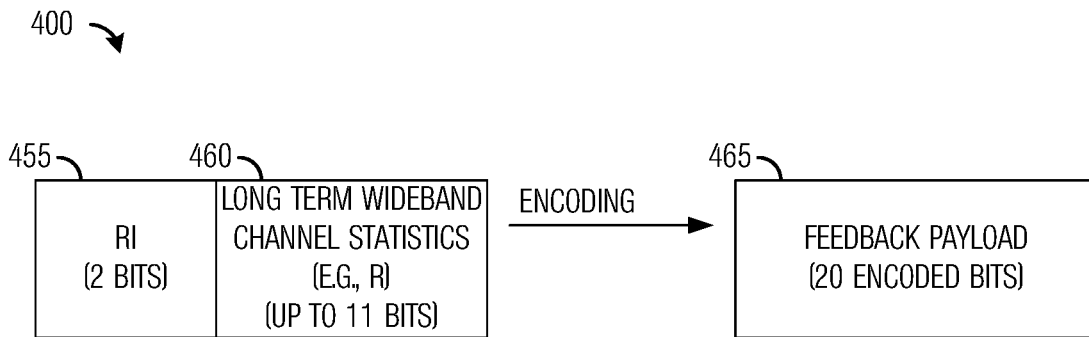 400
455
460
465
RI
(2 BITS)
LONG TERM WIDEBAND
CHANNEL STATISTICS
(E.G., R)
(UP TO 11 BITS)
ENCODING
FEEDBACK PAYLOAD
(20 ENCODED BITS)